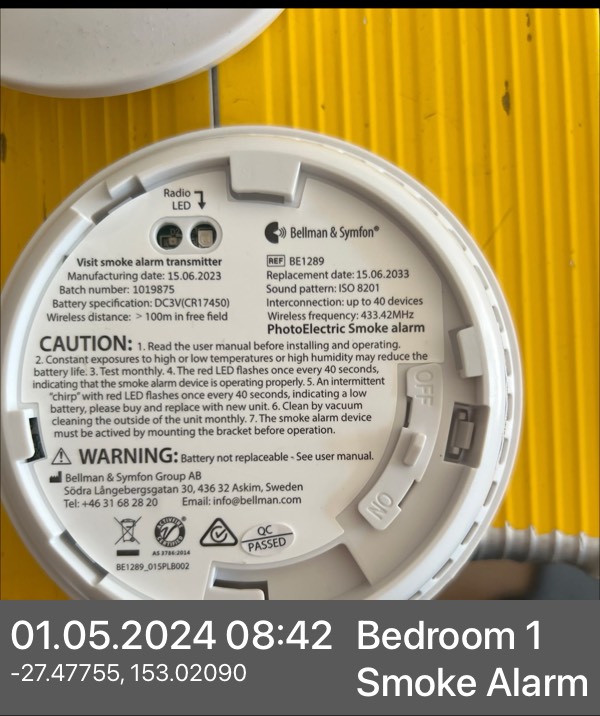 Radio
LED
Bellman & Symfon®
Visit smoke alarm transmitter
Manufacturing date: 15.06.2023
Batch number: 1019875
Battery specification: DC3V(CR17450)
Wireless distance: > 100m in free field
REF BE1289
Replacement date: 15.06.2033
Sound pattern: ISO 8201
Interconnection: up to 40 devices
Wireless frequency: 433.42MHz
PhotoElectric Smoke alarm
CAUTION: 1. Read the user manual before installing and operating.
2. Constant exposures to high or low temperatures or high humidity may reduce the
battery life. 3. Test monthly. 4. The red LED flashes once every 40 seconds,
indicating that the smoke alarm device is operating properly. 5. An intermittent
"chirp" with red LED flashes once every 40 seconds, indicating a low
battery, please buy and replace with new unit. 6. Clean by vacuum
cleaning the outside of the unit monthly. 7. The smoke alarm device
must be actived by mounting the bracket before operation.
OFF
ON
WARNING: Battery not replaceable - See user manual.
Bellman & Symfon Group AB
Södra Långebergsgatan 30, 436 32 Askim, Sweden
Tel: +46 31 68 28 20 Email: info@bellman.com
AS 3786:2014
QC
PASSED
BE1289_015PLB002
01.05.2024 08:42
-27.47755, 153.02090
Bedroom 1
Smoke Alarm